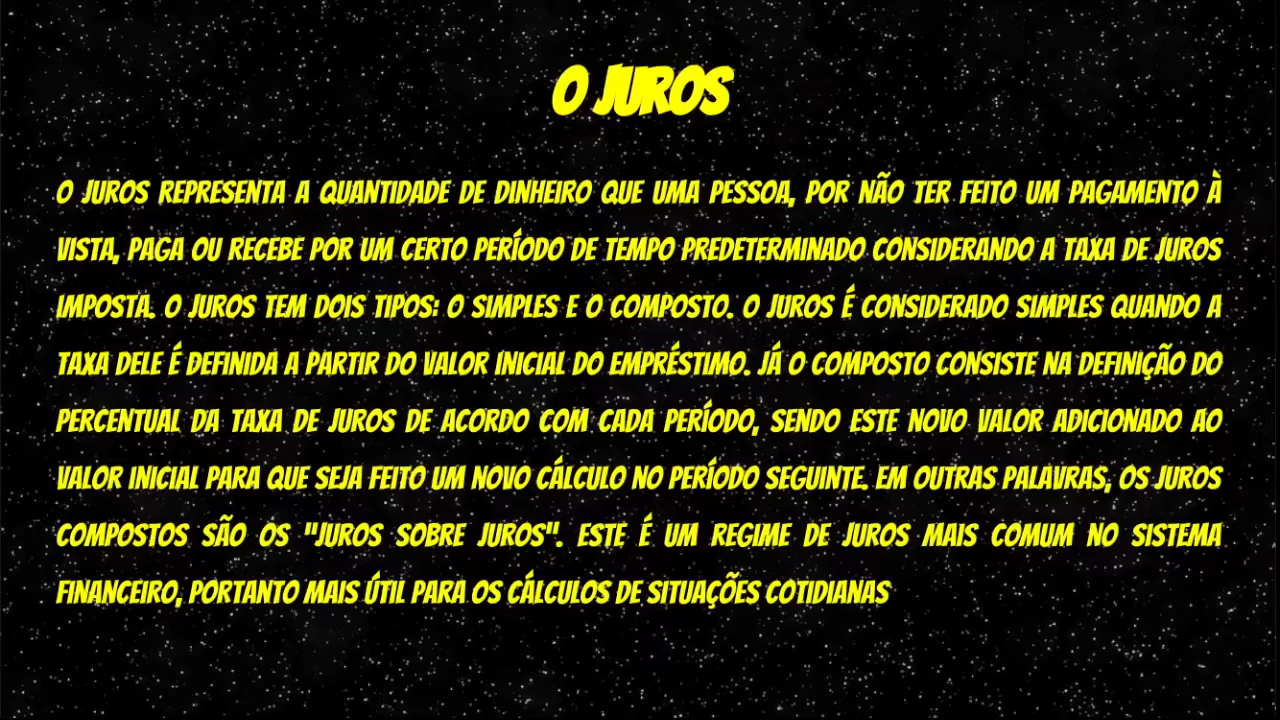 O JUROS
O JUROS REPRESENTA A QUANTIDADE DE DINHEIRO QUE UMA PESSOA, POR NÃO TER FEITO UM PAGAMENTO À
VISTA, PAGA OU RECEBE POR UM CERTO PERÍODO DE TEMPO PREDETERMINADO CONSIDERANDO A TAXA DE JUROS
IMPOSTA. O JUROS TEM DOIS TIPOS: O SIMPLES E O COMPOSTO. O JUROS É CONSIDERADO SIMPLES QUANDO A
TAXA DELE É DEFINIDA A PARTIR DO VALOR INICIAL DO EMPRÉSTIMO. JÁ O COMPOSTO CONSISTE NA DEFINIÇÃO DO
PERCENTUAL DA TAXA DE JUROS DE ACORDO COM CADA PERÍODO, SENDO ESTE NOVO VALOR ADICIONADO AO
VALOR INICIAL PARA QUE SEJA FEITO UM NOVO CÁLCULO NO PERÍODO SEGUINTE. EM OUTRAS PALAVRAS, OS JUROS
COMPOSTOS SÃO OS "JUROS SOBRE JUROS". ESTE É UM REGIME DE JUROS MAIS COMUM NO SISTEMA
FINANCEIRO, PORTANTO MAIS ÚTIL PARA OS CÁLCULOS DE SITUAÇÕES COTIDIANAS